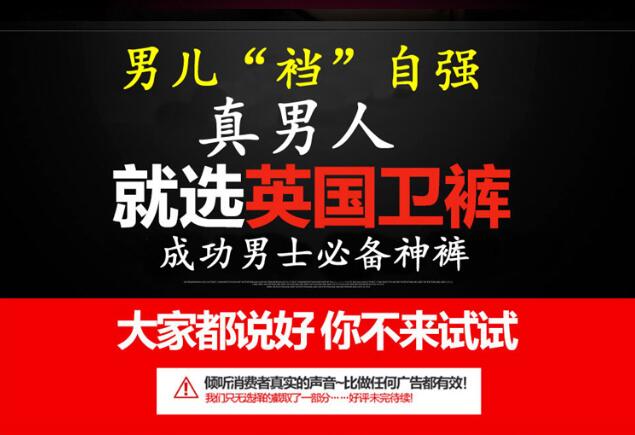 男儿“裆”自强
真男人
就选英国卫裤
成功男士必备神裤
大家都说好 你不来试试
倾听消费者真实的声音~比做任何广告都有效!
我们只无选择的截取了一部分……好评未完待续!